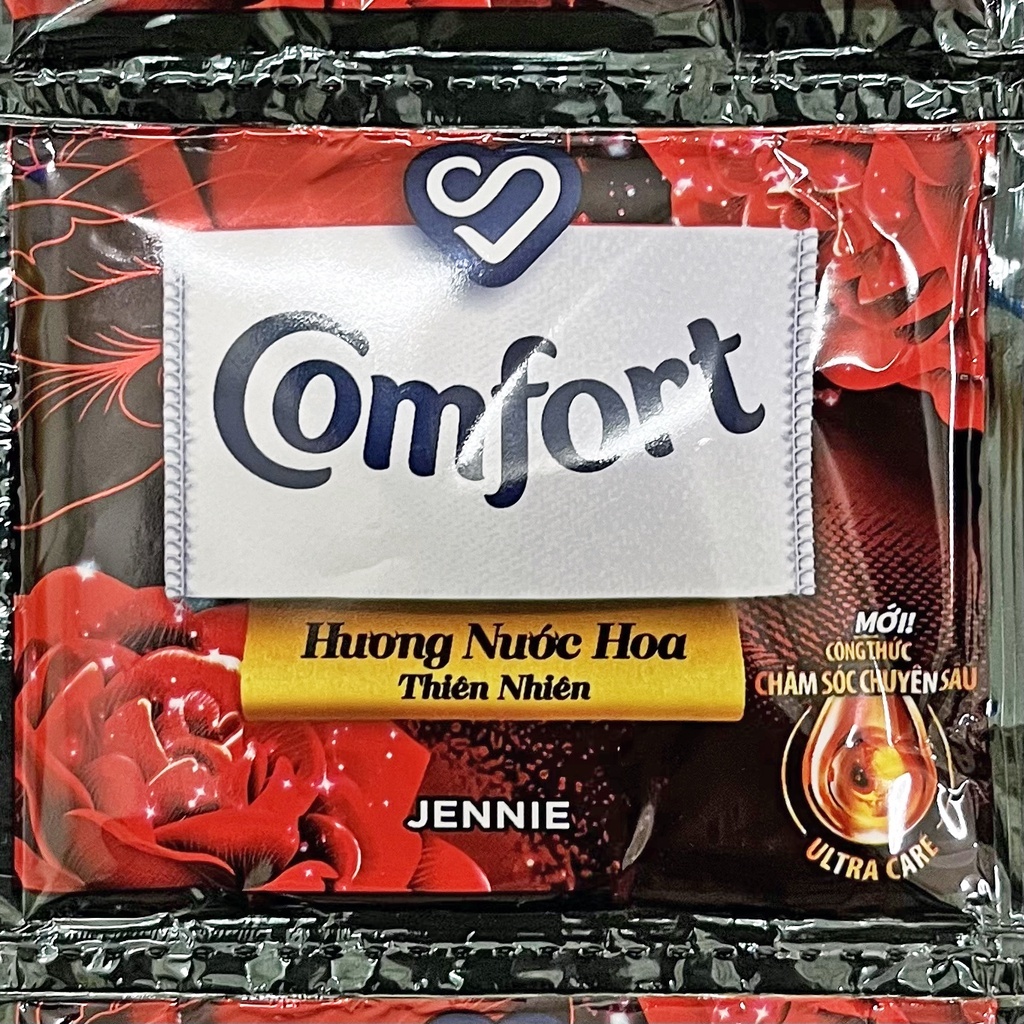 Comfort
Hương Nước Hoa
Thiên Nhiên
MỚI!
CÔNG THỨC
CHĂM SÓC CHUYÊN SÂU
JENNIE
ULTRA CARE